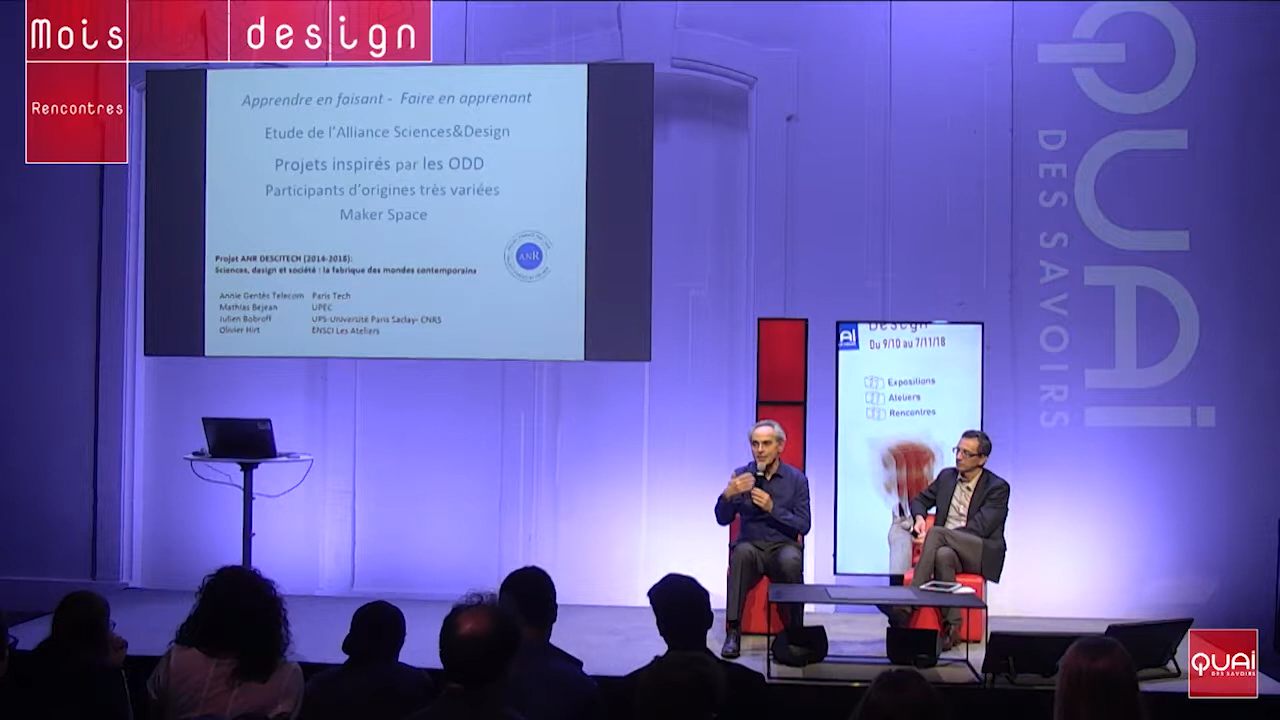 Mois
design
Rencontres
Apprendre en faisant - Faire en apprenant
Etude de l'Alliance Sciences&Design
Projets inspirés par les ODD
Participants d'origines très variées
Maker Space
ANR
Projet ANR DESCITECH (2014-2018):
Sciences, design et société : la fabrique des mondes contemporains
Annie Gentès Telecom Paris Tech
Mathias Bejean UPEC
Julien Bobroff UPS-Université Paris Saclay- CNRS
Olivier Hirt ENSCI Les Ateliers
Design
Du 9/10 au 7/11/18
Expositions
Ateliers
Rencontres
QUAi
DES SAVOIRS
QUAi
DES SAVOIRS